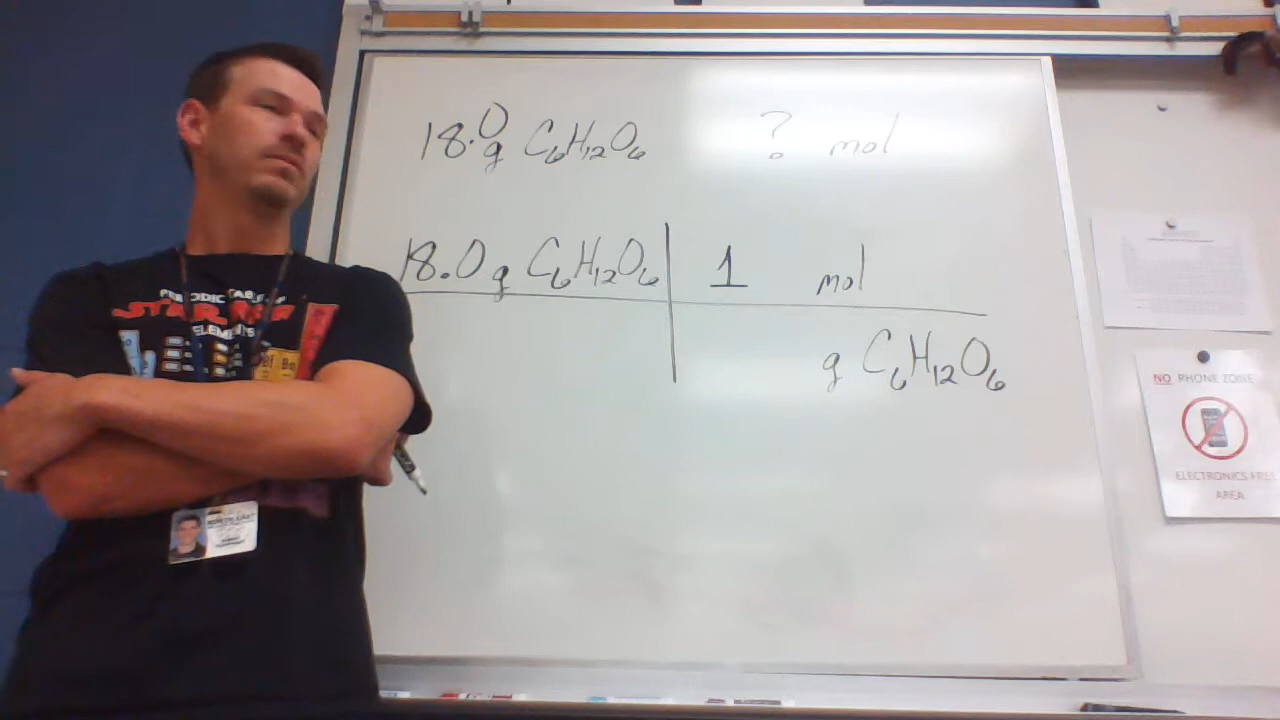 18.0 g C6H12O6 ? mol
18.0 g C6H12O6 1 mol
g C6H12O6
PERIODIC TABLE OF
STAR WARS
ELEMENTS
Bo
NO PHONE ZONE
ELECTRONICS FREE
AREA